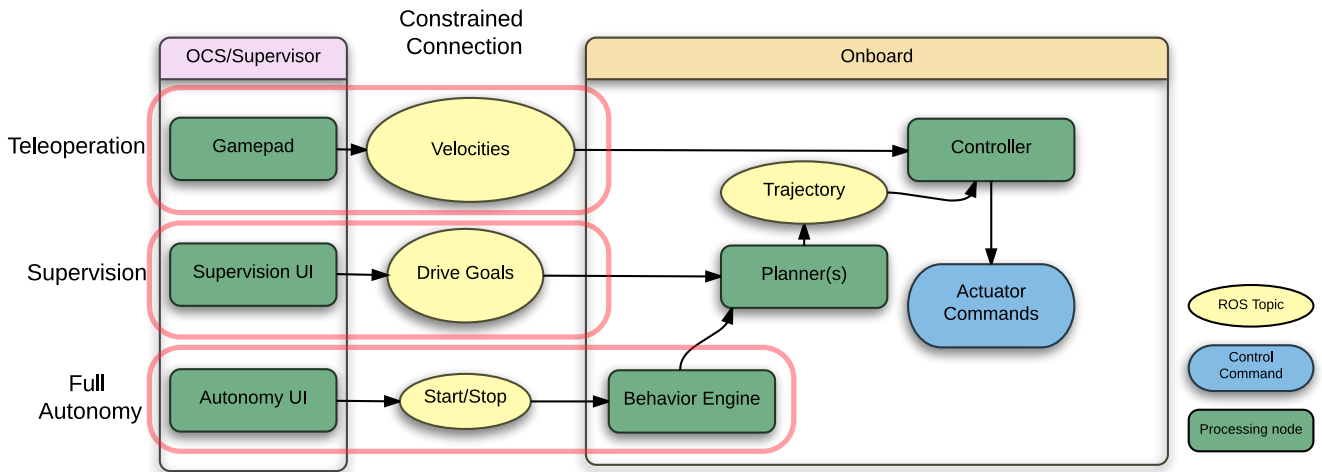 Constrained
Connection
OCS/Supervisor
Onboard
Teleoperation
Gamepad
Velocities
Controller
Trajectory
Supervision
Supervision UI
Drive Goals
Planner(s)
Actuator
Commands
ROS Topic
Full
Autonomy
Autonomy UI
Start/Stop
Behavior Engine
Control
Command
Processing node